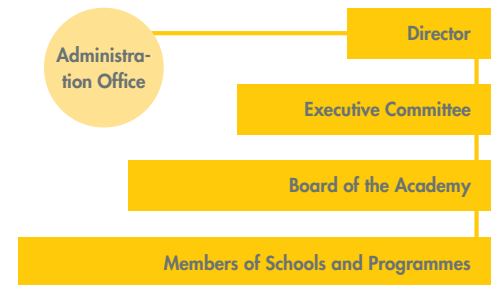 Director
Administra-
tion Office
Executive Committee
Board of the Academy
Members of Schools and Programmes